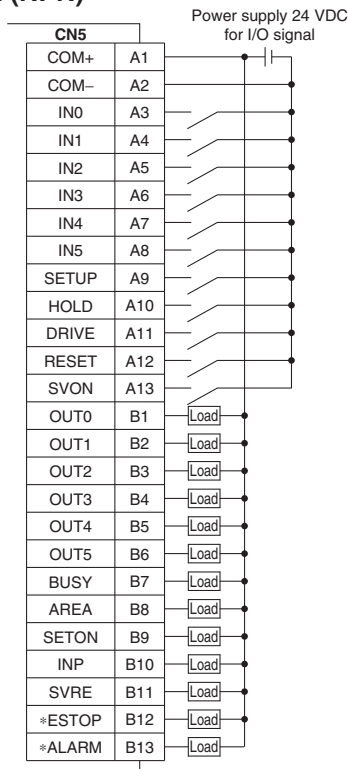 Power supply 24 VDC
for I/O signal
CN5
COM+ A1
COM− A2
IN0 A3
IN1 A4
IN2 A5
IN3 A6
IN4 A7
IN5 A8
SETUP A9
HOLD A10
DRIVE A11
RESET A12
SVON A13
OUT0 B1 Load
OUT1 B2 Load
OUT2 B3 Load
OUT3 B4 Load
OUT4 B5 Load
OUT5 B6 Load
BUSY B7 Load
AREA B8 Load
SETON B9 Load
INP B10 Load
SVRE B11 Load
∗ESTOP B12 Load
∗ALARM B13 Load